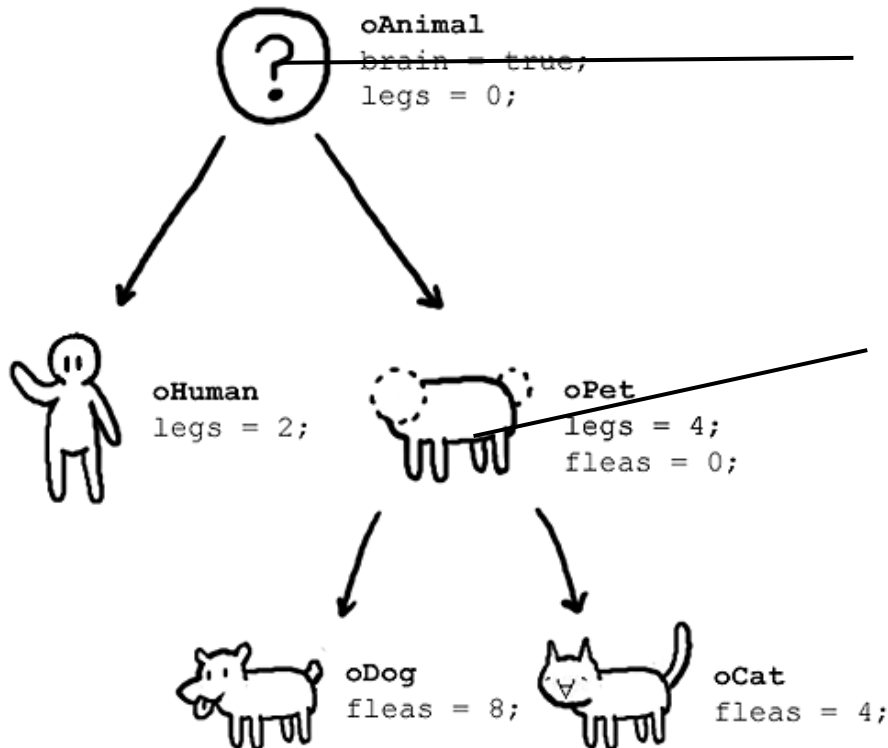 ?
oAnimal
brain = true;
legs = 0;
oHuman
legs = 2;
oPet
legs = 4;
fleas = 0;
oDog
fleas = 8;
oCat
fleas = 4;